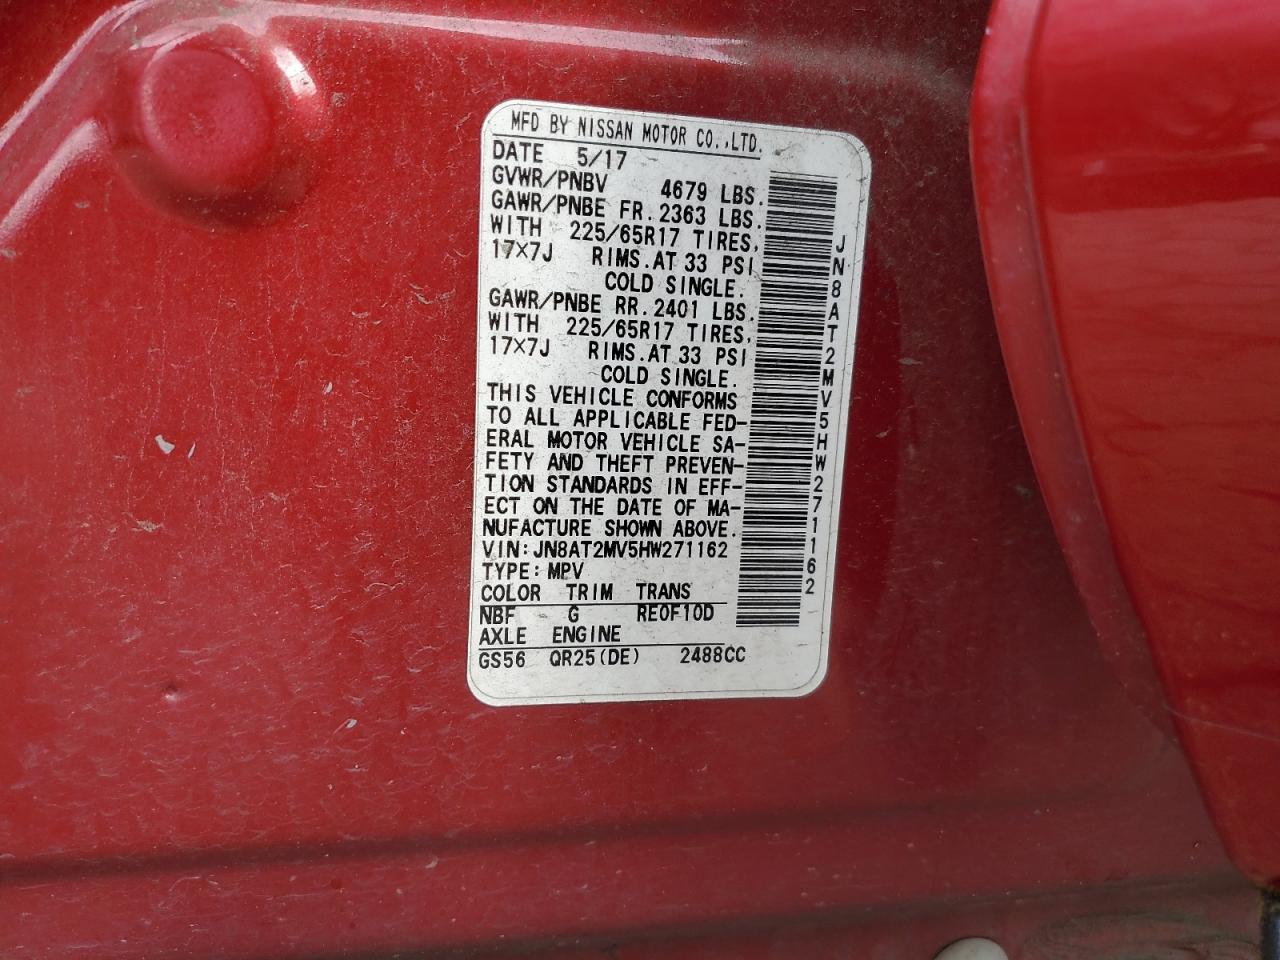 MFD BY NISSAN MOTOR CO.,LTD.
DATE 5/17
GVWR/PNBV 4679 LBS.
GAWR/PNBE FR. 2363 LBS.
WITH 225/65R17 TIRES,
17×7J RIMS. AT 33 PSI
COLD SINGLE.
GAWR/PNBE RR. 2401 LBS.
WITH 225/65R17 TIRES,
17×7J RIMS. AT 33 PSI
COLD SINGLE.
THIS VEHICLE CONFORMS
TO ALL APPLICABLE FED-
ERAL MOTOR VEHICLE SA-
FETY AND THEFT PREVEN-
TION STANDARDS IN EFF-
ECT ON THE DATE OF MA-
NUFACTURE SHOWN ABOVE.
VIN: JN8AT2MV5HW271162
TYPE: MPV
COLOR TRIM TRANS
NBF G RE0F10D
AXLE ENGINE
GS56 QR25(DE) 2488CC
JN8AT2MV5HW271162